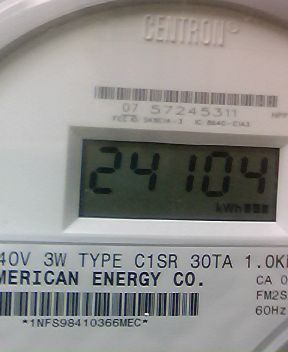 CENTRON®
07 57245311
24104
kWh
40V 3W TYPE C1SR 30TA 1.0K
MERICAN ENERGY CO.
CA 0
FM2S
60Hz
*1NFS98410366MEC*